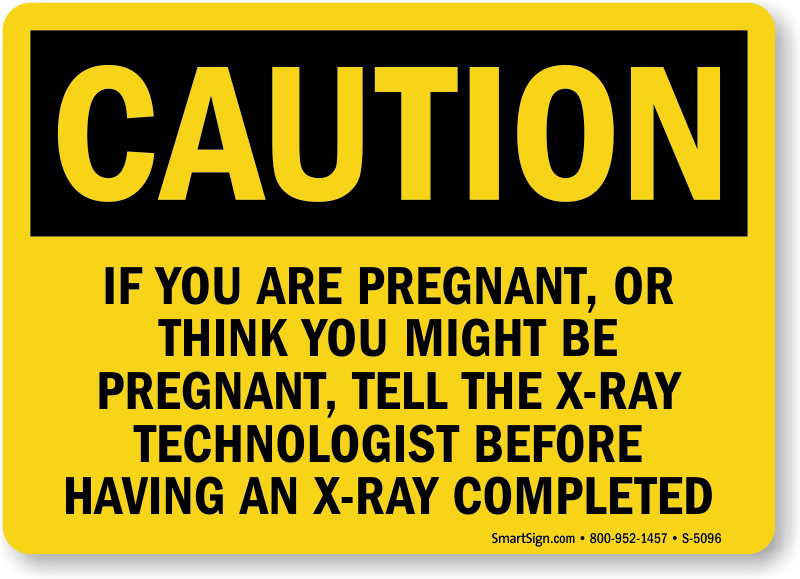 CAUTION
IF YOU ARE PREGNANT, OR
THINK YOU MIGHT BE
PREGNANT, TELL THE X-RAY
TECHNOLOGIST BEFORE
HAVING AN X-RAY COMPLETED
SmartSign.com • 800-952-1457 • S-5096